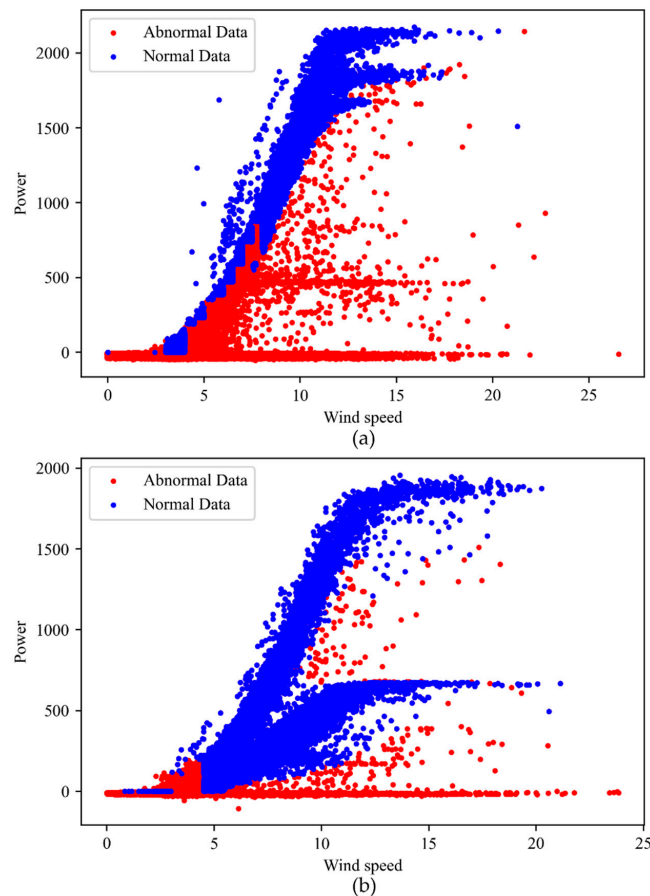 Abnormal Data
Normal Data
2000
1500
1000
500
0
Power
0 5 10 15 20 25
Wind speed
(a)
Abnormal Data
Normal Data
2000
1500
1000
500
0
Power
0 5 10 15 20 25
Wind speed
(b)